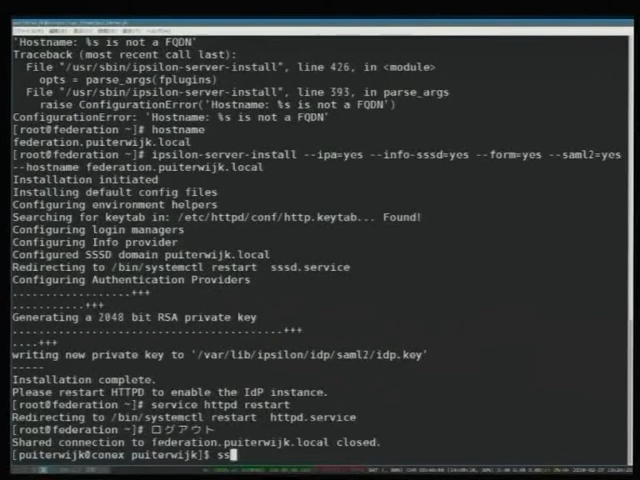 'Hostname: %s is not a FQDN'
Traceback (most recent call last):
File "/usr/sbin/ipsilon-server-install", line 426, in <module>
opts = parse_args(fplugins)
File "/usr/sbin/ipsilon-server-install", line 393, in parse_args
raise ConfigurationError('Hostname: %s is not a FQDN')
ConfigurationError: 'Hostname: %s is not a FQDN'
[root@federation ~]# hostname
federation.puiterwijk.local
[root@federation ~]# ipsilon-server-install --ipa=yes --info-sssd=yes --form=yes --saml2=yes
--hostname federation.puiterwijk.local
Installation initiated
Installing default config files
Configuring environment helpers
Searching for keytab in: /etc/httpd/conf/http.keytab... Found!
Configuring login managers
Configuring Info provider
Configured SSSD domain puiterwijk.local
Redirecting to /bin/systemctl restart  sssd.service
Configuring Authentication Providers
..................+++
...........+++
Generating a 2048 bit RSA private key
.........................................+++
....+++
writing new private key to '/var/lib/ipsilon/idp/saml2/idp.key'
-----
Installation complete.
Please restart HTTPD to enable the IdP instance.
[root@federation ~]# service httpd restart
Redirecting to /bin/systemctl restart  httpd.service
[root@federation ~]# ログアウト
Shared connection to federation.puiterwijk.local closed.
[puiterwijk@conex puiterwijk]$ ss